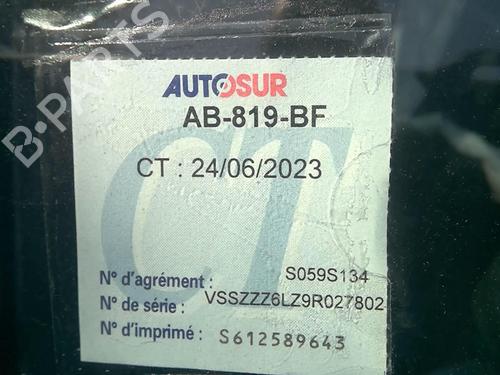 AUTOSUR
AB-819-BF
CT : 24/06/2023
CT
N° d'agrément : S059S134
N° de série : VSSZZZ6LZ9R027802
N° d'imprimé : S612589643
B-PARTS